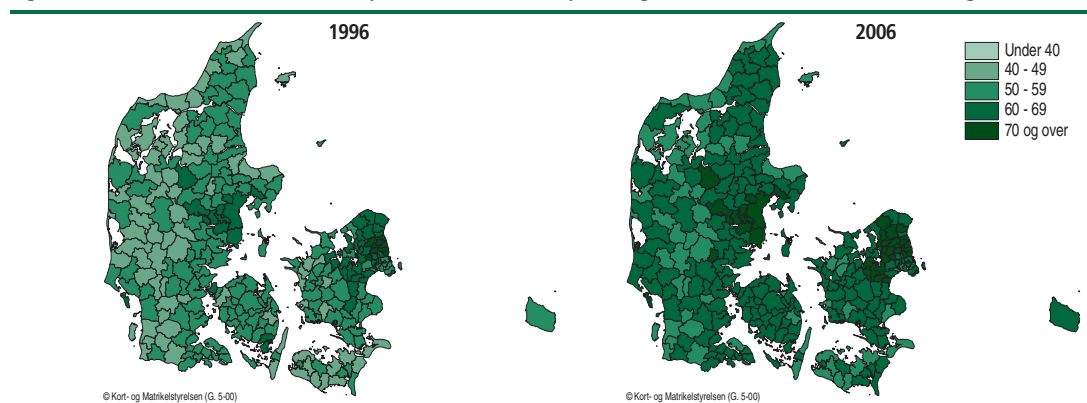 1996
2006
Under 40
40 - 49
50 - 59
60 - 69
70 og over
© Kort- og Matrikelstyrelsen (G. 5-00)
© Kort- og Matrikelstyrelsen (G. 5-00)